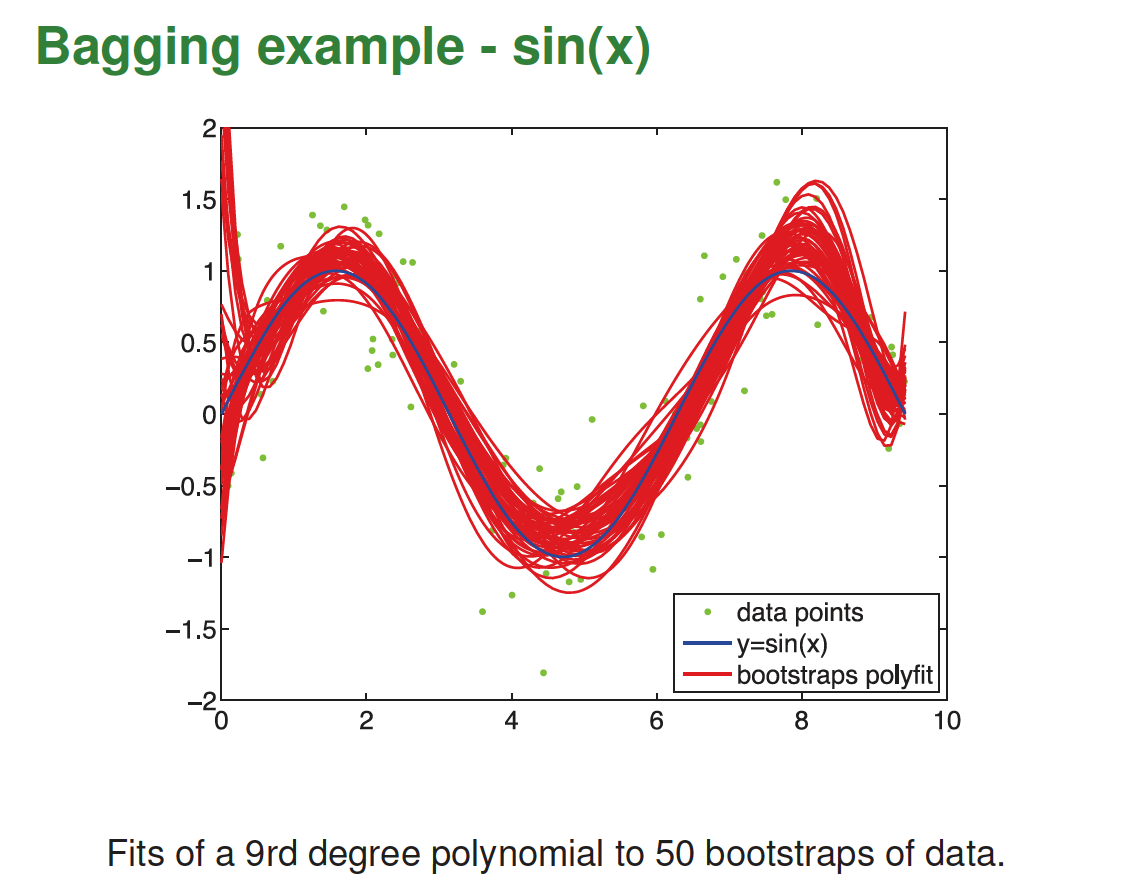 Bagging example - sin(x)
2
1.5
1
0.5
0
−0.5
−1
−1.5
−2
0 2 4 6 8 10
data points
y=sin(x)
bootstraps polyfit
Fits of a 9rd degree polynomial to 50 bootstraps of data.